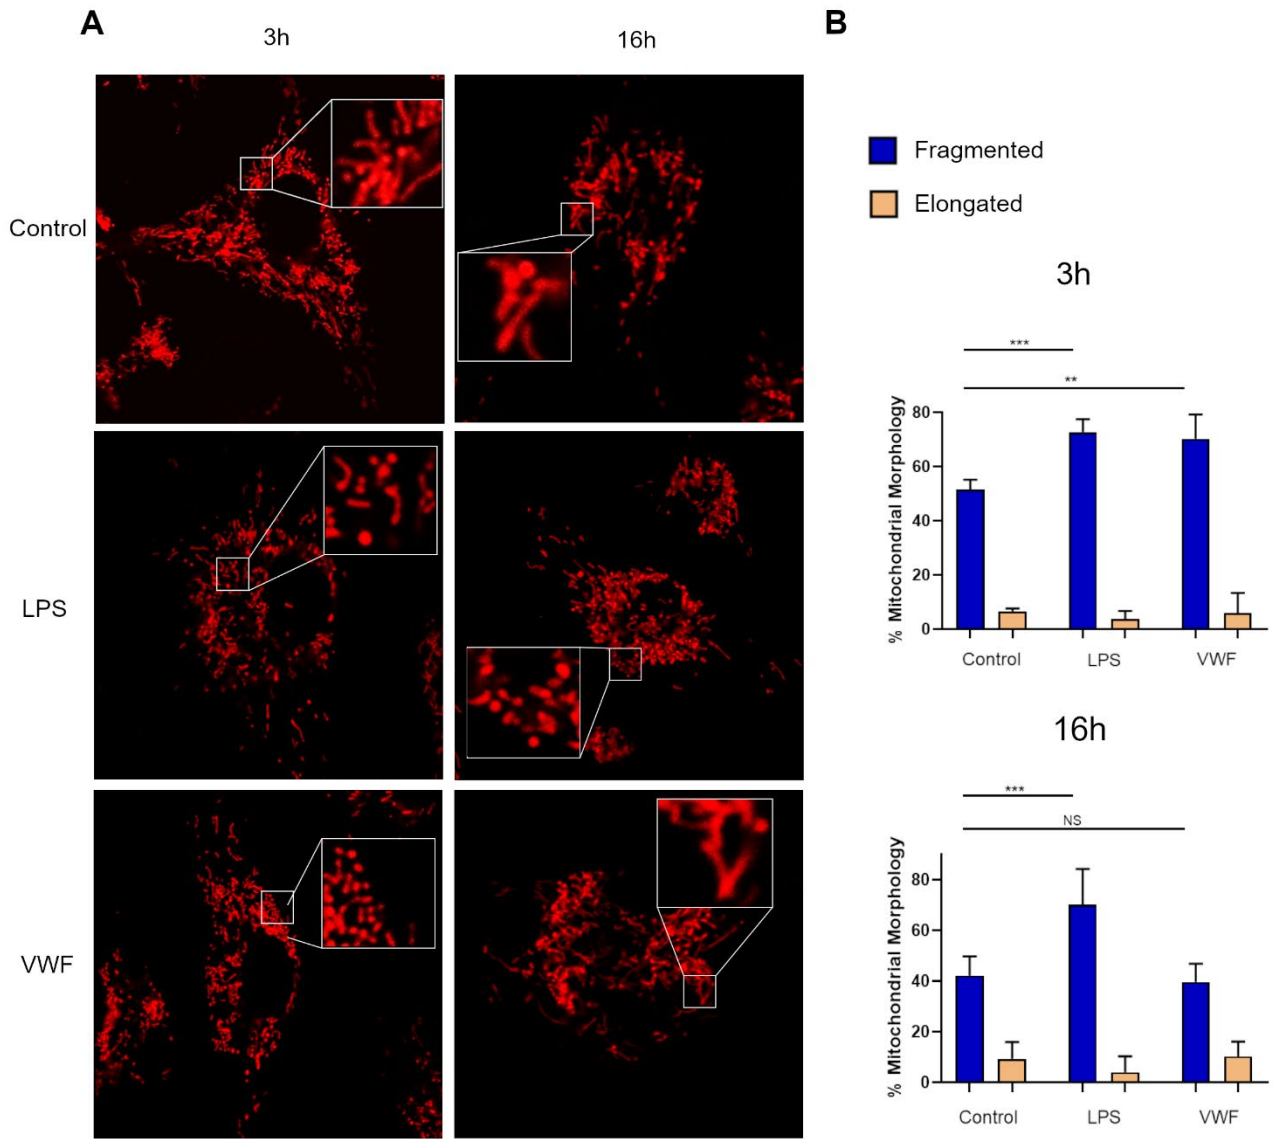 A
3h
16h
Control
LPS
VWF
B
Fragmented
Elongated
3h
***
**
% Mitochondrial Morphology
80
60
40
20
0
Control LPS VWF
16h
***
NS
% Mitochondrial Morphology
80
60
40
20
0
Control LPS VWF